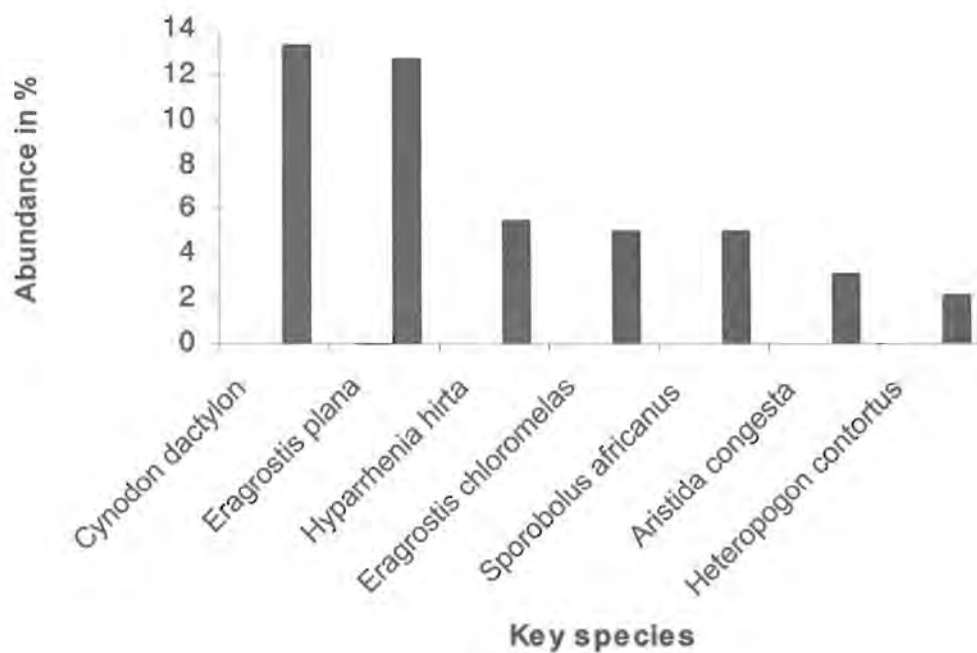 Abundance in %
14
12
10
8
6
4
2
0
Cynodon dactylon
Eragrostis plana
Hyparrhenia hirta
Eragrostis chloromelas
Sporobolus africanus
Aristida congesta
Heteropogon contortus
Key species